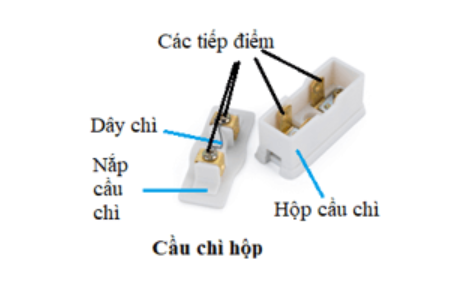 Các tiếp điểm
Dây chì
Nắp
cầu
chì
Hộp cầu chì
Cầu chì hộp